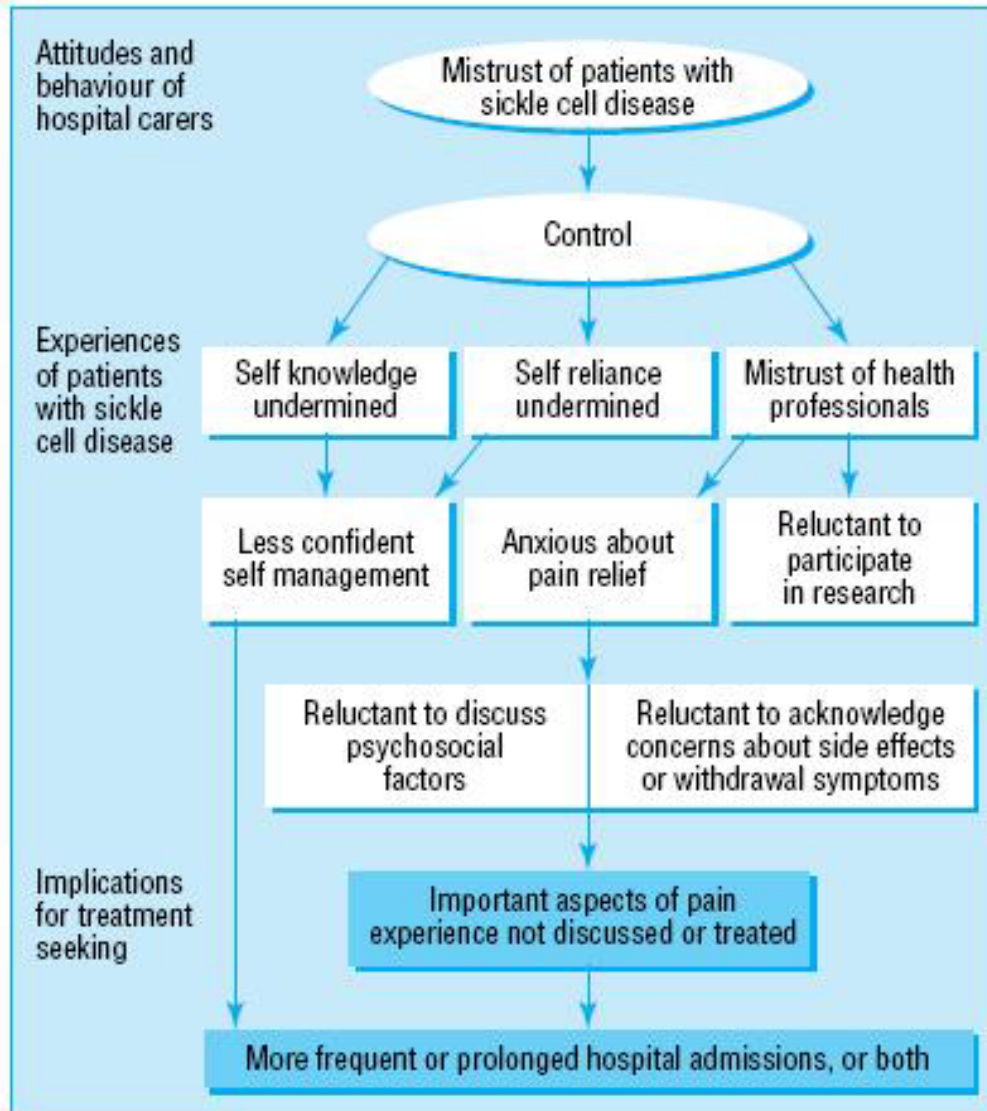 Attitudes and
behaviour of
hospital carers
Mistrust of patients with
sickle cell disease
Control
Experiences
of patients
with sickle
cell disease
Self knowledge
undermined
Self reliance
undermined
Mistrust of health
professionals
Less confident
self management
Anxious about
pain relief
Reluctant to
participate
in research
Reluctant to discuss
psychosocial
factors
Reluctant to acknowledge
concerns about side effects
or withdrawal symptoms
Implications
for treatment
seeking
Important aspects of pain
experience not discussed or treated
More frequent or prolonged hospital admissions, or both